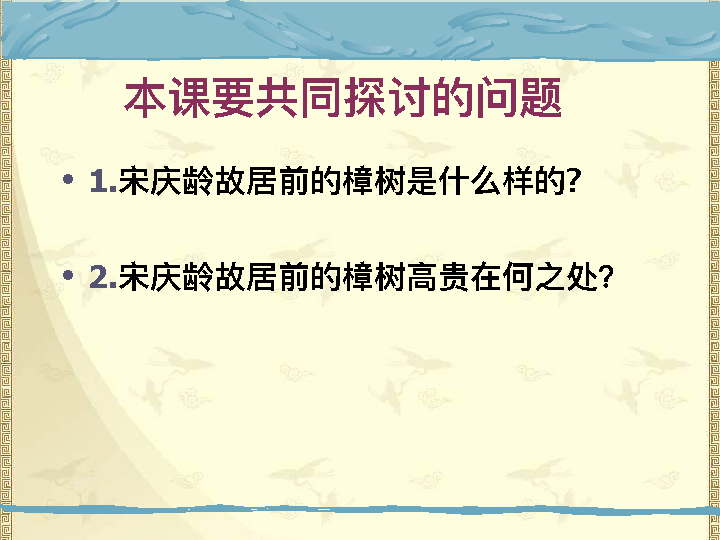 本课要共同探讨的问题
• 1.宋庆龄故居前的樟树是什么样的?
• 2.宋庆龄故居前的樟树高贵在何之处?